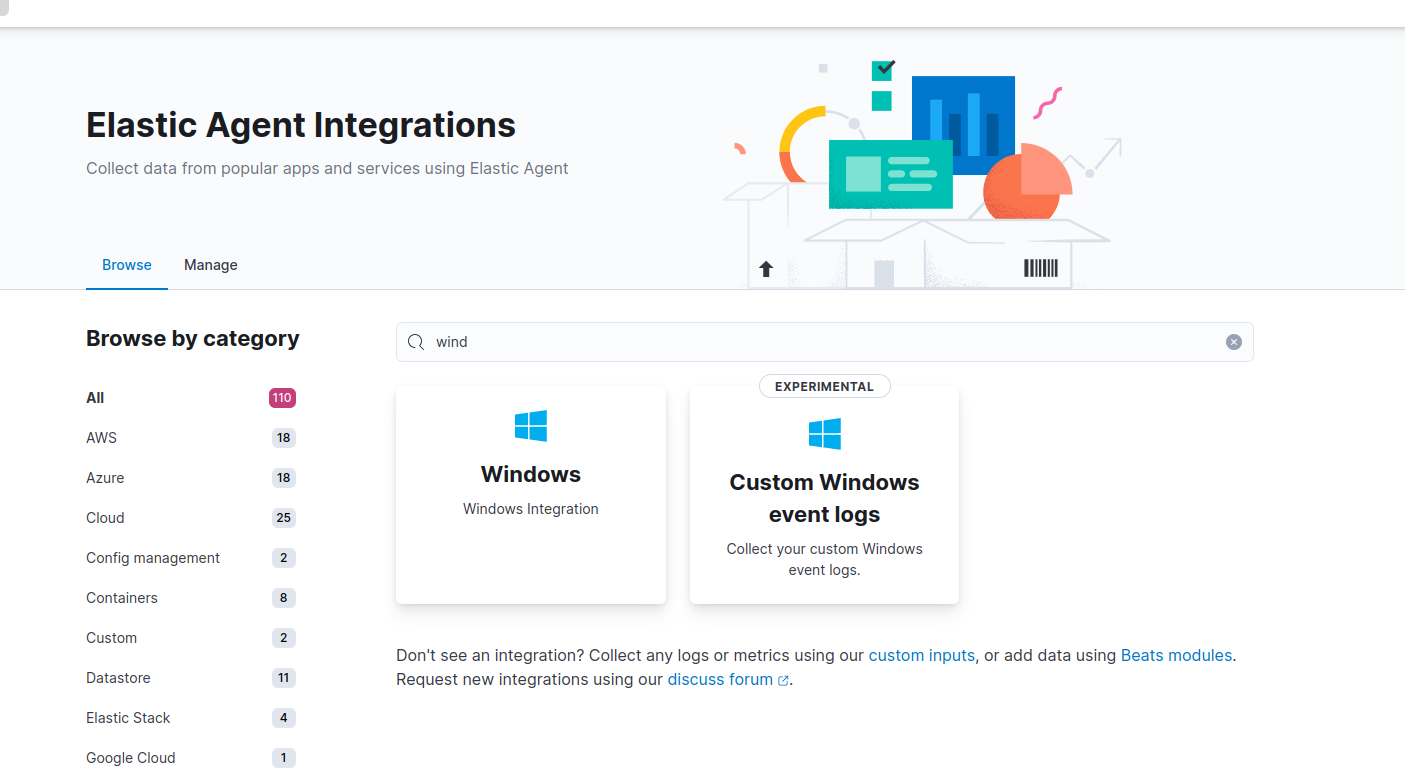 Elastic Agent Integrations
Collect data from popular apps and services using Elastic Agent
Browse
Manage
Browse by category
All 110
AWS 18
Azure 18
Cloud 25
Config management 2
Containers 8
Custom 2
Datastore 11
Elastic Stack 4
Google Cloud 1
wind
Windows
Windows Integration
EXPERIMENTAL
Custom Windows
event logs
Collect your custom Windows
event logs.
Don't see an integration? Collect any logs or metrics using our custom inputs, or add data using Beats modules.
Request new integrations using our discuss forum.